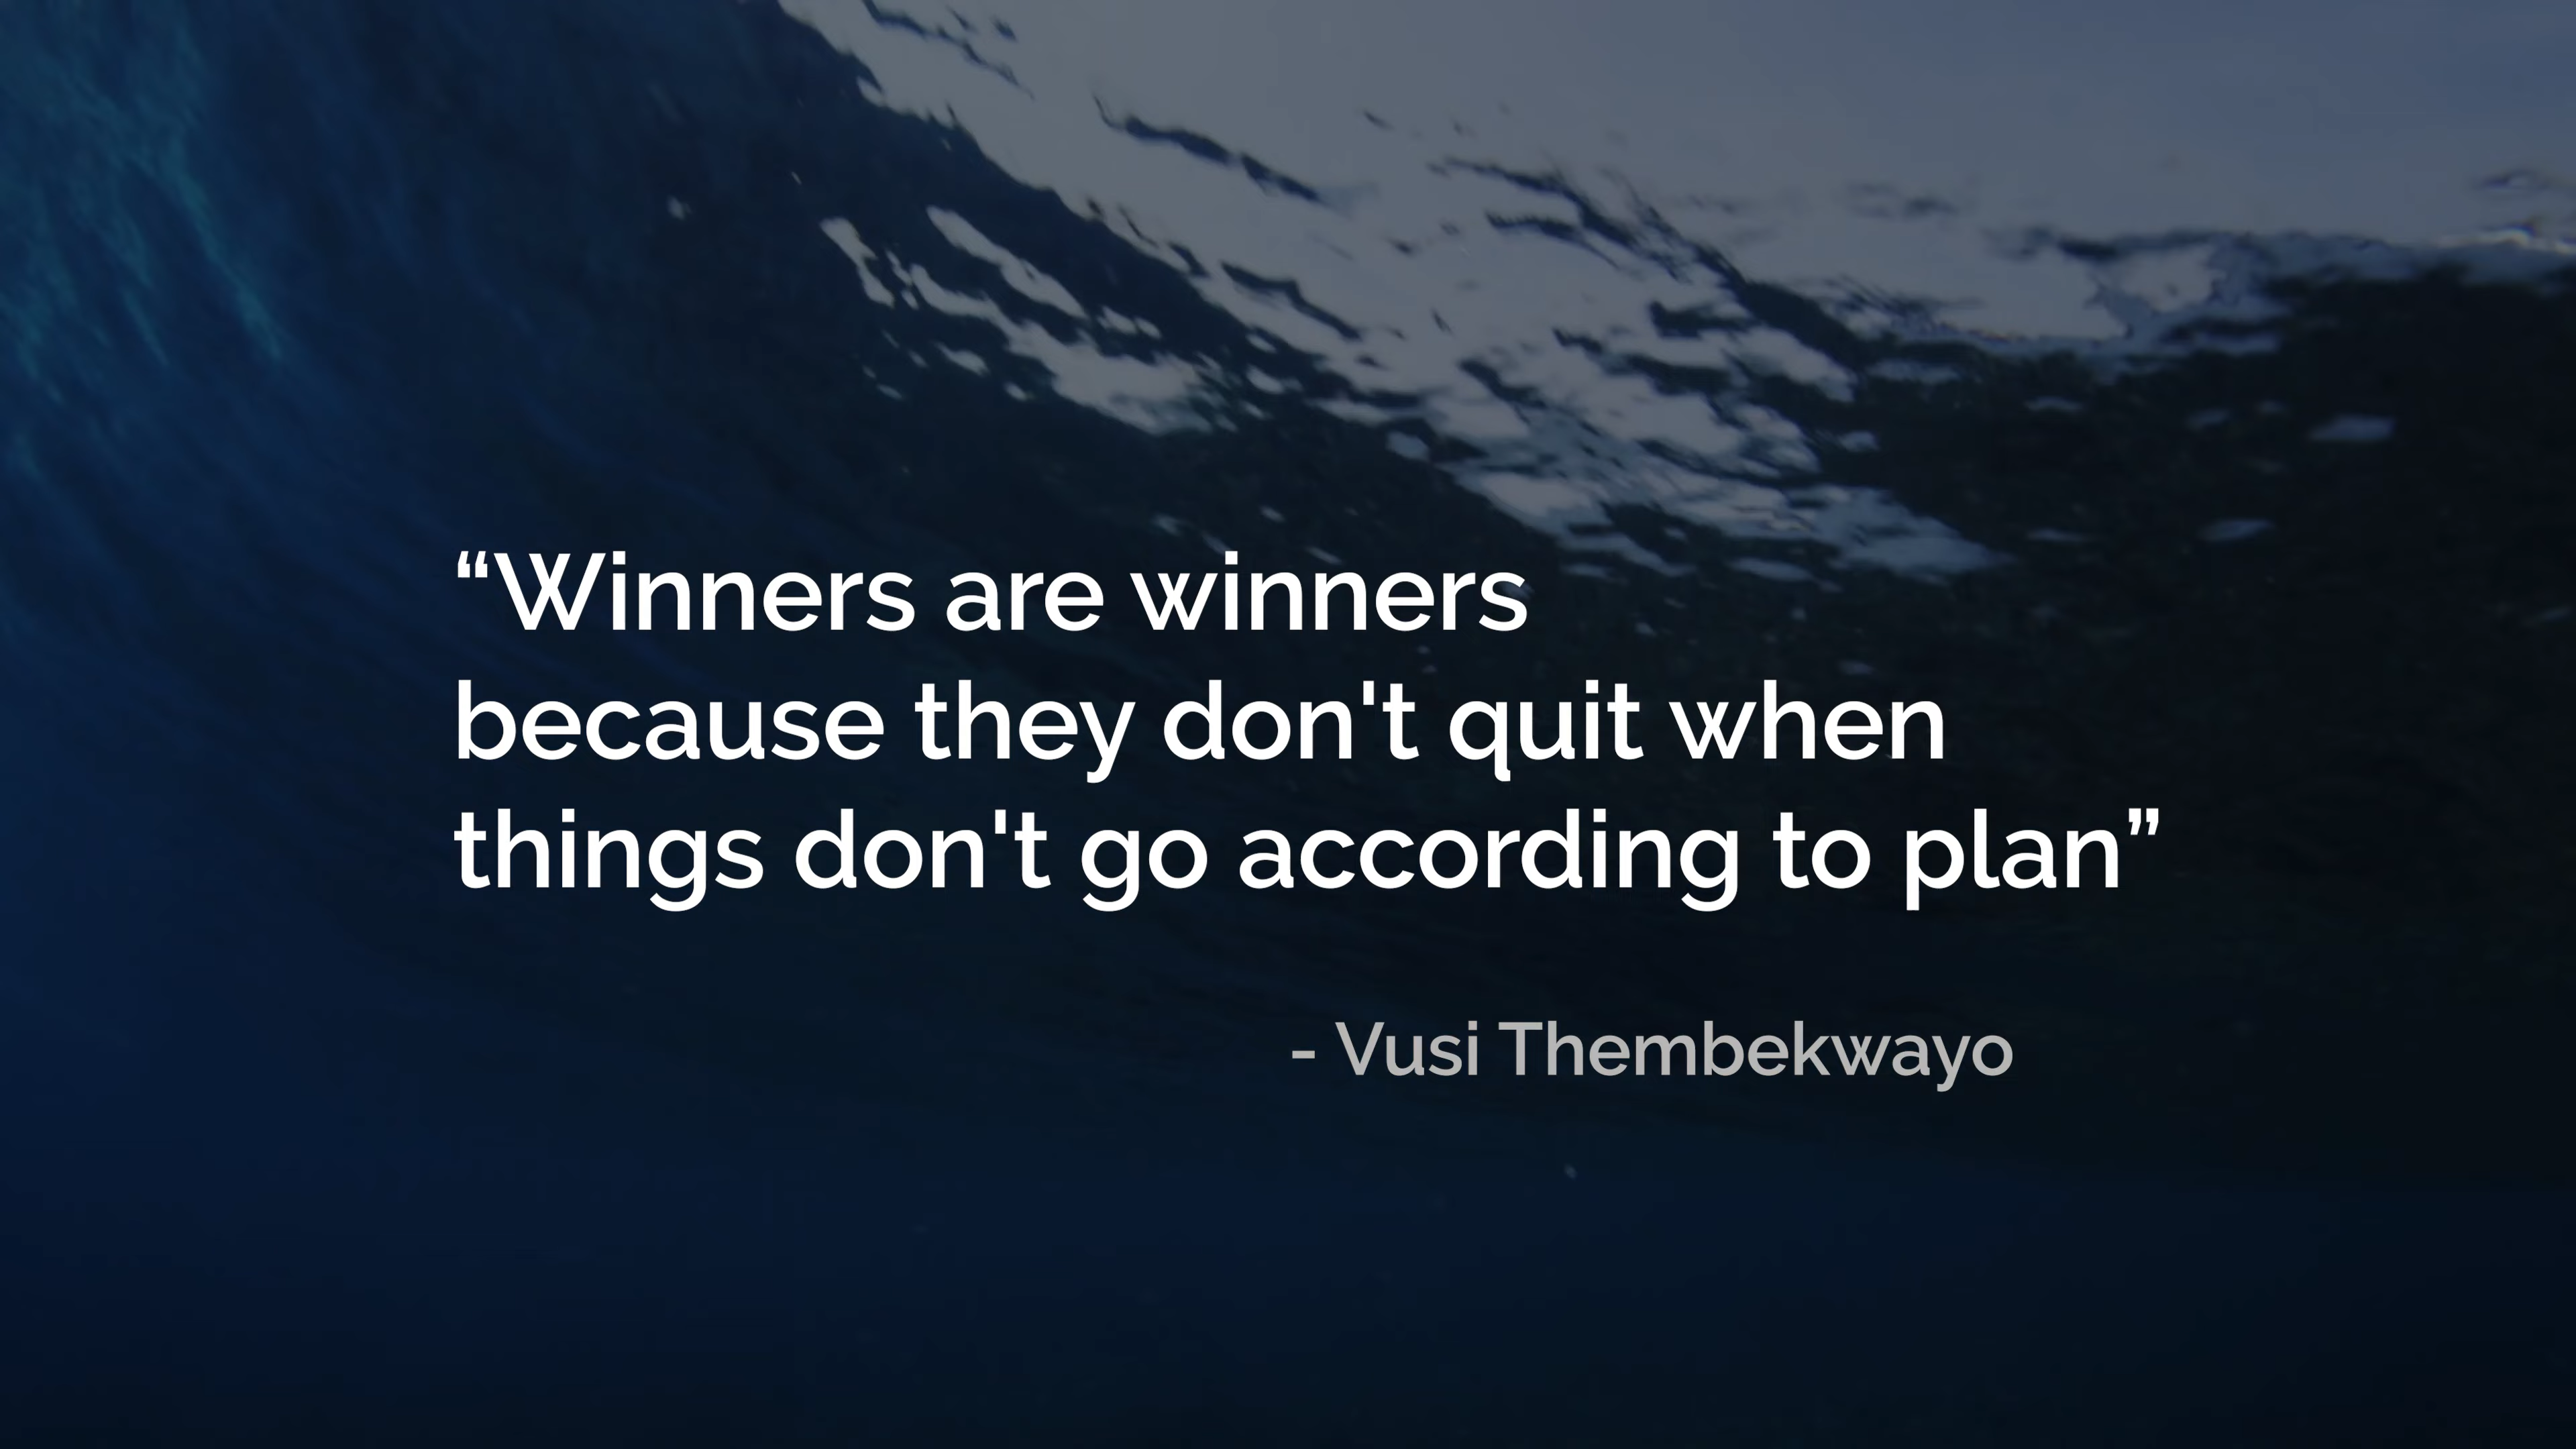 “Winners are winners
because they don't quit when
things don't go according to plan”
- Vusi Thembekwayo